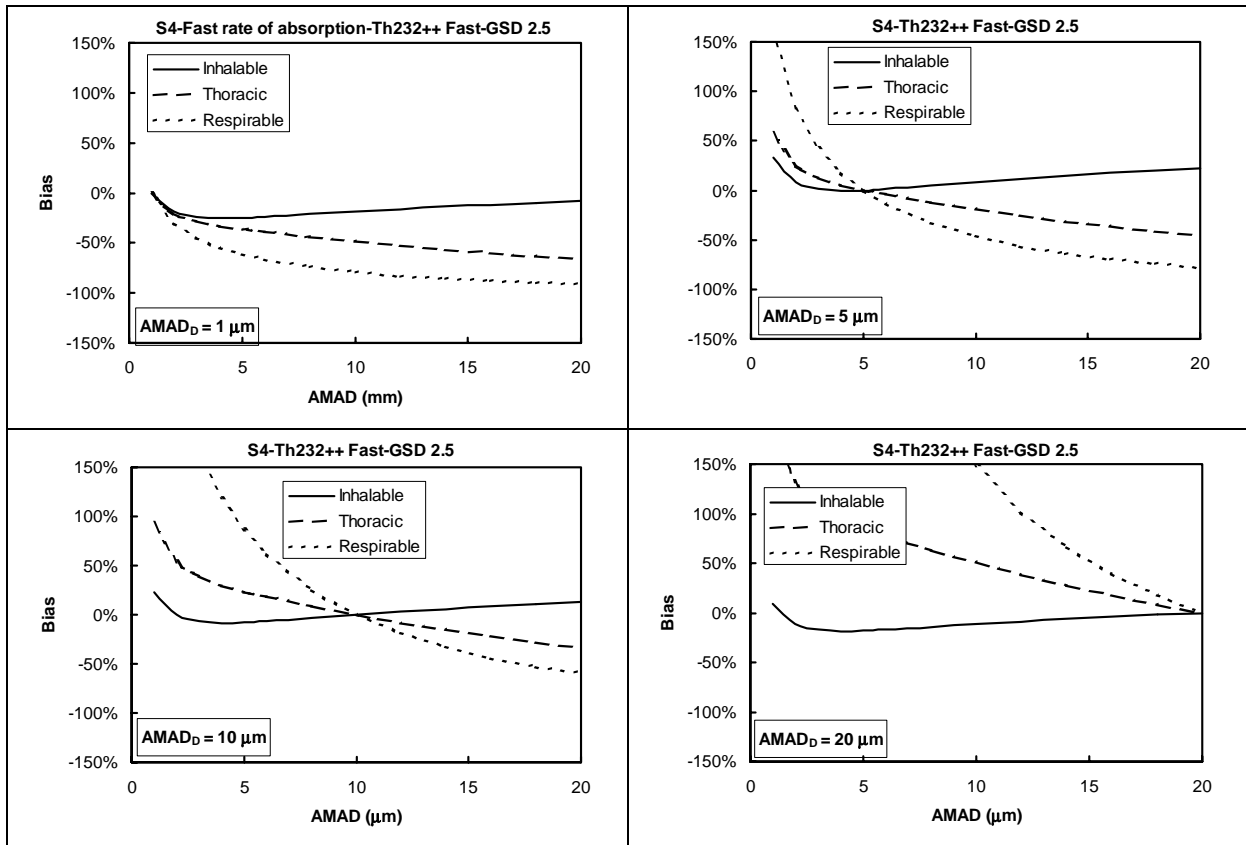 S4-Fast rate of absorption-Th232++ Fast-GSD 2.5
150%
100%
50%
0%
-50%
-100%
-150%
Bias
Inhalable
Thoracic
Respirable
AMAD_D = 1 μm
0 5 10 15 20
AMAD (mm)
S4-Th232++ Fast-GSD 2.5
150%
100%
50%
0%
-50%
-100%
-150%
Bias
Inhalable
Thoracic
Respirable
AMAD_D = 5 μm
0 5 10 15 20
S4-Th232++ Fast-GSD 2.5
150%
100%
50%
0%
-50%
-100%
-150%
Bias
Inhalable
Thoracic
Respirable
AMAD_D = 10 μm
0 5 10 15 20
AMAD (μm)
S4-Th232++ Fast-GSD 2.5
150%
100%
50%
0%
-50%
-100%
-150%
Bias
Inhalable
Thoracic
Respirable
AMAD_D = 20 μm
0 5 10 15 20
AMAD (μm)